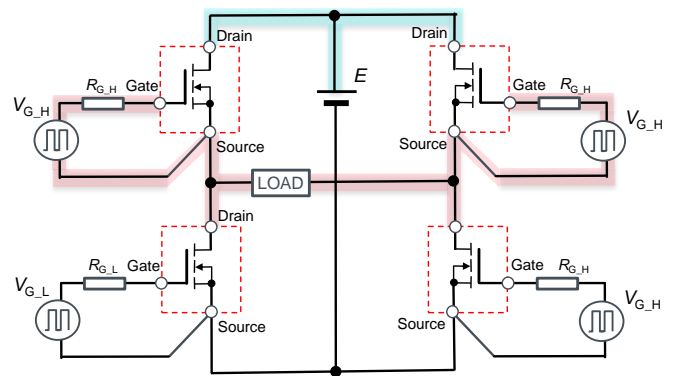 Drain
Drain
E
R_G_H
Gate
V_G_H
Source
Gate
R_G_H
V_G_H
Source
LOAD
Drain
R_G_L
Gate
V_G_L
Source
Gate
R_G_H
V_G_H
Source